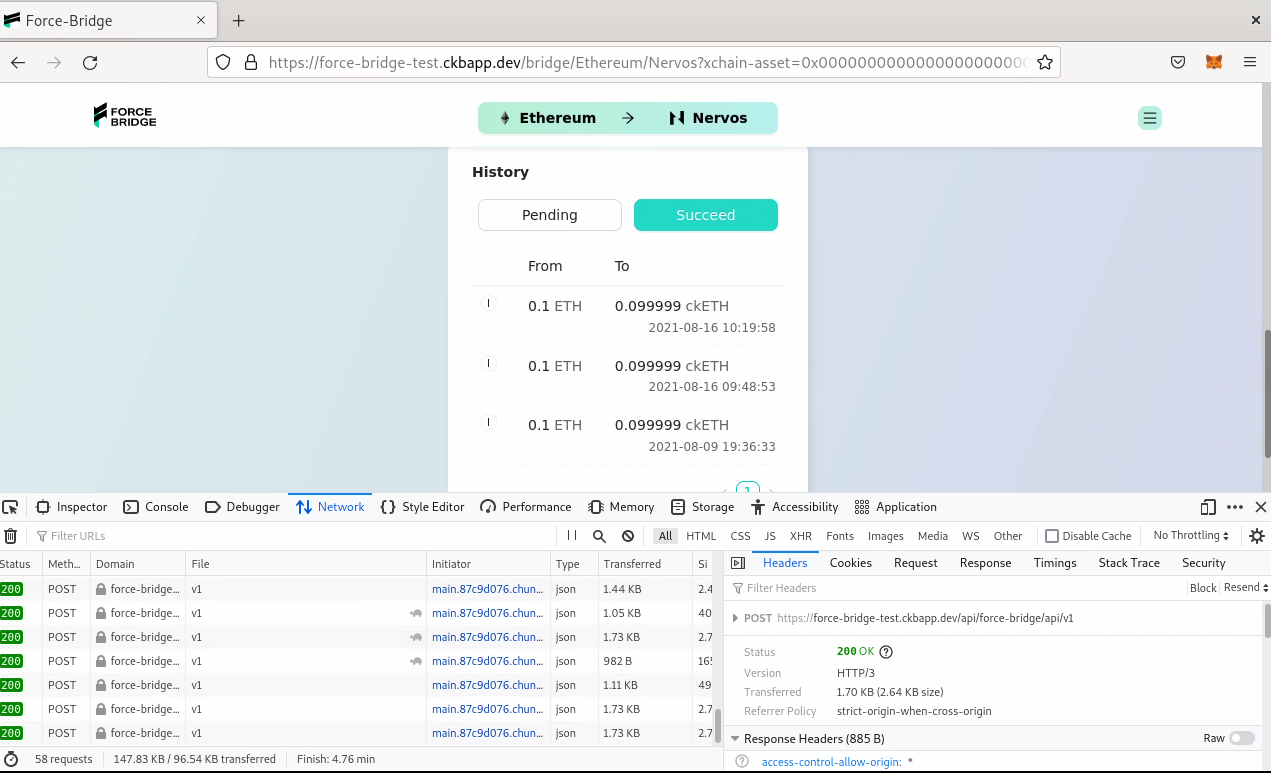 Force-Bridge
https://force-bridge-test.ckbapp.dev/bridge/Ethereum/Nervos?xchain-asset=0x000000000000000000000
FORCE BRIDGE
Ethereum → Nervos
History
Pending Succeed
From To
0.1 ETH 0.099999 ckETH
2021-08-16 10:19:58
0.1 ETH 0.099999 ckETH
2021-08-16 09:48:53
0.1 ETH 0.099999 ckETH
2021-08-09 19:36:33
1
Inspector Console Debugger Network Style Editor Performance Memory Storage Accessibility Application
Filter URLs All HTML CSS JS XHR Fonts Images Media WS Other Disable Cache No Throttling
Status Meth... Domain File Initiator Type Transferred Si
200 POST force-bridge... v1 main.87c9d076.chun... json 1.44 KB 2.4
200 POST force-bridge... v1 main.87c9d076.chun... json 1.05 KB 40
200 POST force-bridge... v1 main.87c9d076.chun... json 1.73 KB 2.7
200 POST force-bridge... v1 main.87c9d076.chun... json 982 B 165
200 POST force-bridge... v1 main.87c9d076.chun... json 1.11 KB 49
200 POST force-bridge... v1 main.87c9d076.chun... json 1.73 KB 2.7
200 POST force-bridge... v1 main.87c9d076.chun... json 1.73 KB 2.7
58 requests 147.83 KB / 96.54 KB transferred Finish: 4.76 min
Headers Cookies Request Response Timings Stack Trace Security
Filter Headers Block Resend
POST https://force-bridge-test.ckbapp.dev/api/force-bridge/api/v1
Status 200 OK
Version HTTP/3
Transferred 1.70 KB (2.64 KB size)
Referrer Policy strict-origin-when-cross-origin
Response Headers (885 B) Raw
access-control-allow-origin: *